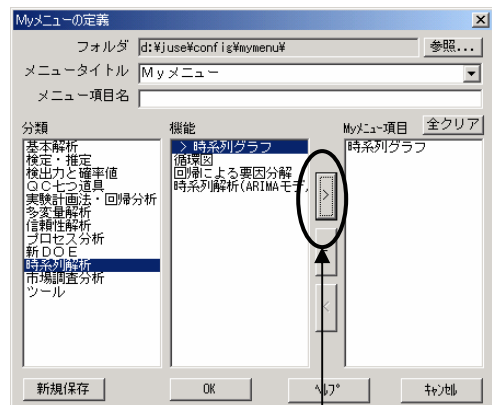 Myメニューの定義
フォルダ d:¥juse¥config¥mymenu¥ 参照...
メニュータイトル Myメニュー
メニュー項目名
分類 機能 Myメニュー項目 全クリア
基本解析
検定・推定
検出力と確率値
QC七つ道具
実験計画法・回帰分析
多変量解析
信頼性解析
プロセス分析
新DOE
時系列解析
市場調査分析
ツール
> 時系列グラフ
循環図
回帰による要因分解
時系列解析(ARIMAモデ
>
<
時系列グラフ
新規保存 OK ヘルプ キャンセル